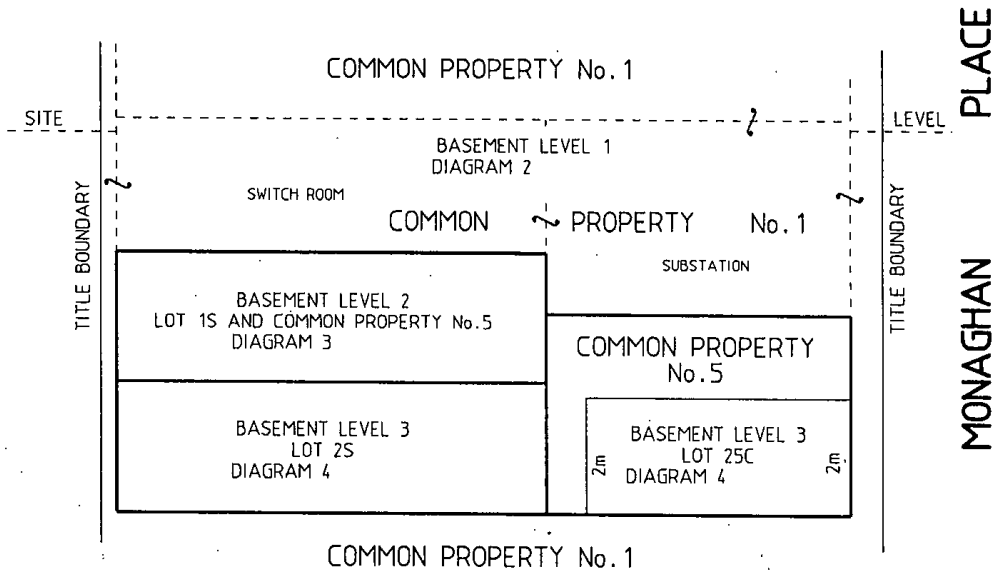 COMMON PROPERTY No.1
SITE
LEVEL
BASEMENT LEVEL 1
DIAGRAM 2
SWITCH ROOM
COMMON PROPERTY No.1
SUBSTATION
TITLE BOUNDARY
TITLE BOUNDARY
BASEMENT LEVEL 2
LOT 1S AND COMMON PROPERTY No.5
DIAGRAM 3
COMMON PROPERTY
No.5
BASEMENT LEVEL 3
LOT 2S
DIAGRAM 4
BASEMENT LEVEL 3
LOT 25C
DIAGRAM 4
2m
2m
COMMON PROPERTY No.1
MONAGHAN PLACE